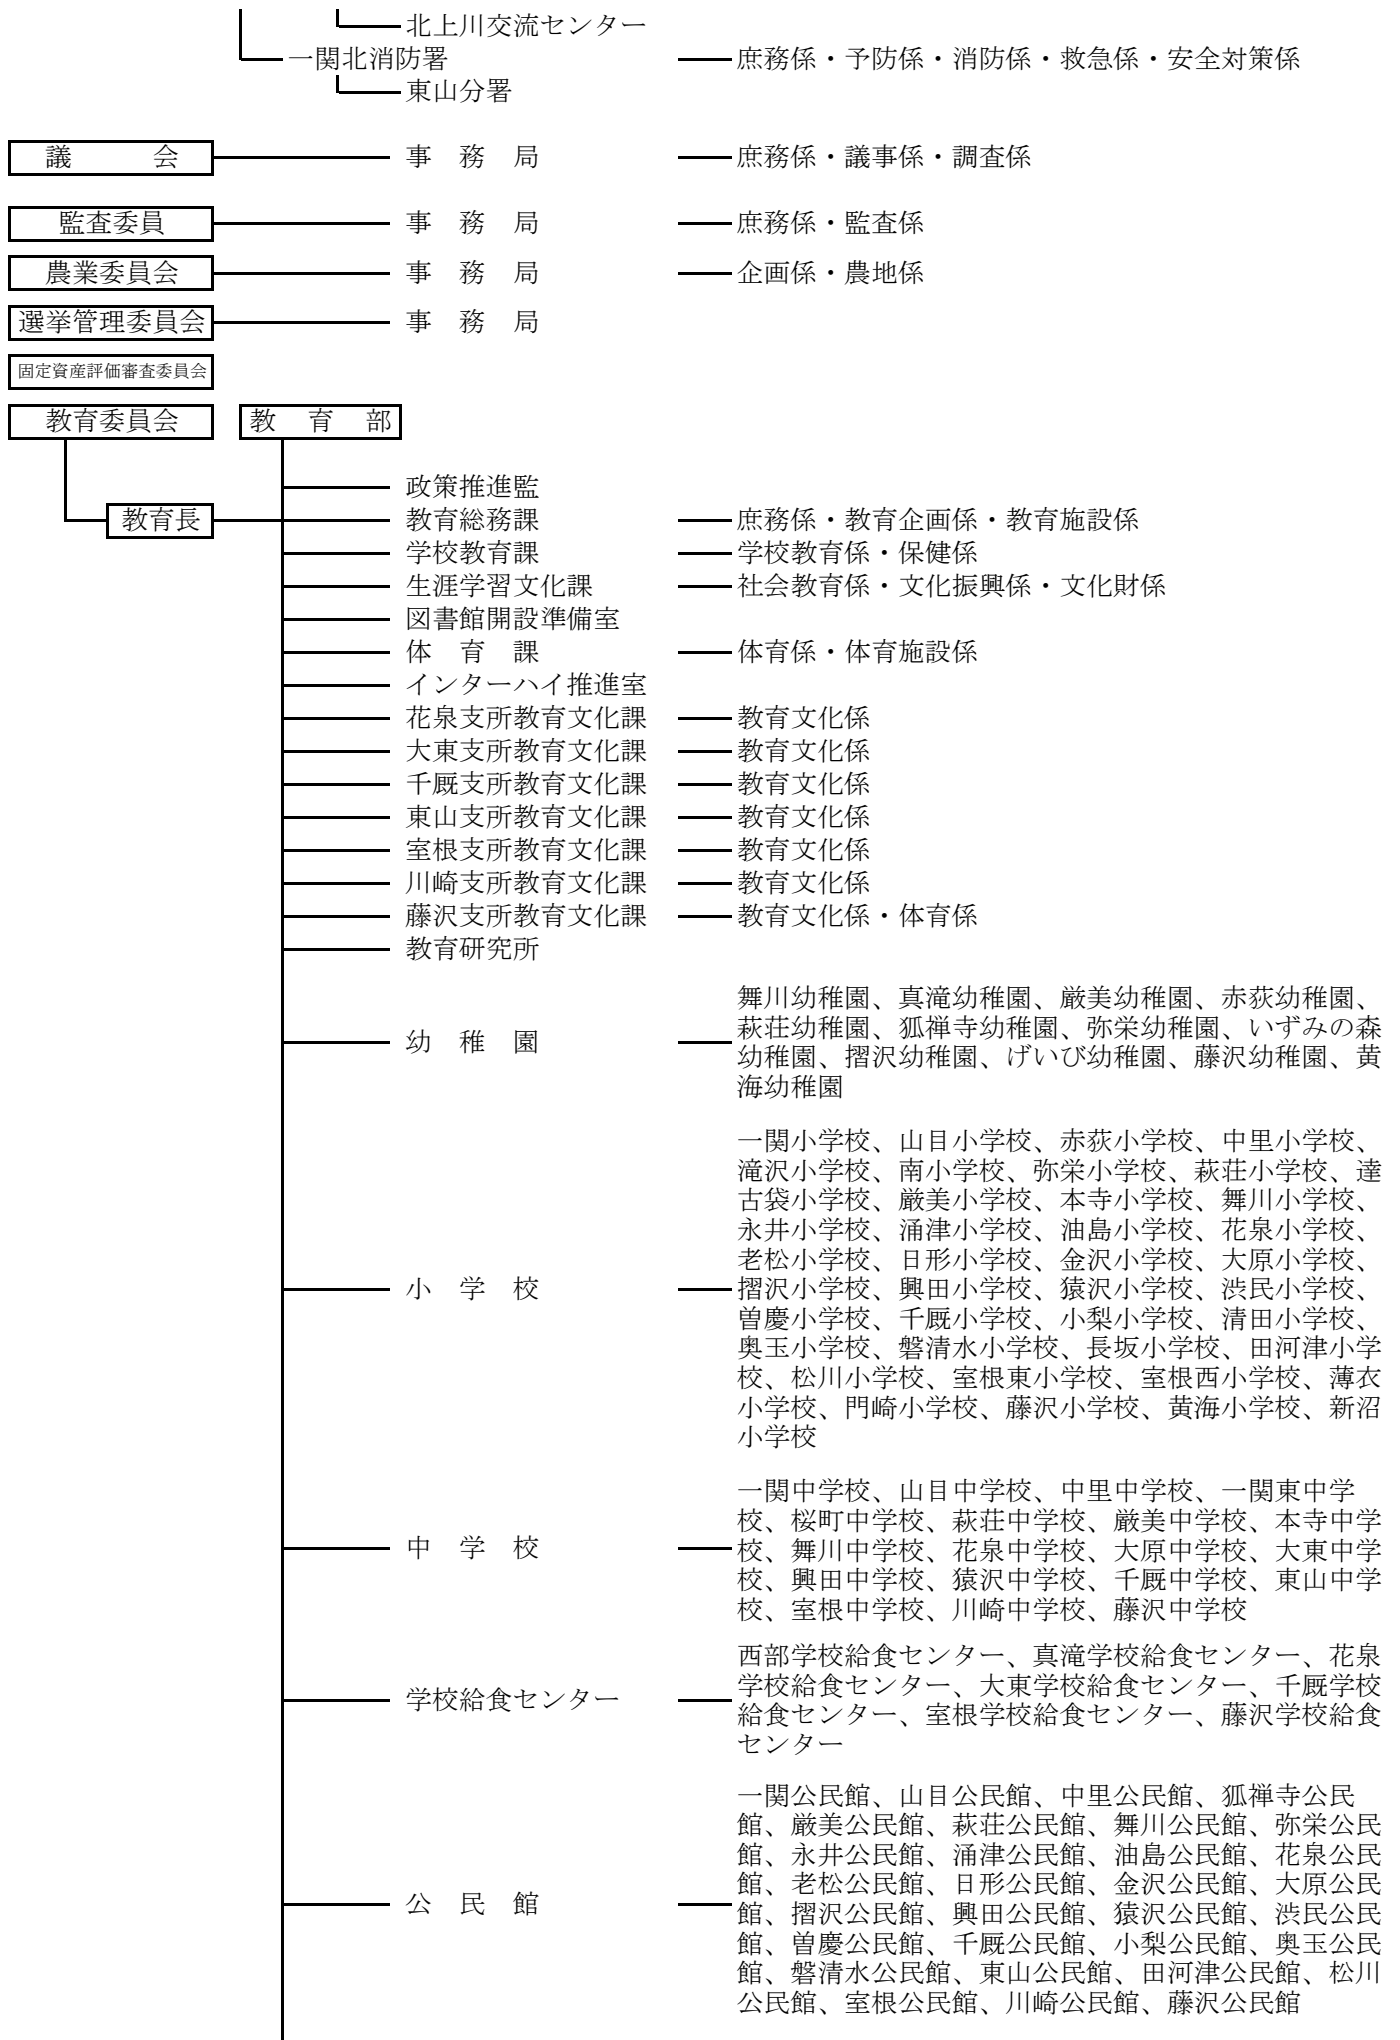 北上川交流センター
一関北消防署 庶務係・予防係・消防係・救急係・安全対策係
東山分署
議 会 事 務 局 庶務係・議事係・調査係
監査委員 事 務 局 庶務係・監査係
農業委員会 事 務 局 企画係・農地係
選挙管理委員会 事 務 局
固定資産評価審査委員会
教育委員会 教 育 部
政策推進監
教育長 教育総務課 庶務係・教育企画係・教育施設係
学校教育課 学校教育係・保健係
生涯学習文化課 社会教育係・文化振興係・文化財係
図書館開設準備室
体 育 課 体育係・体育施設係
インターハイ推進室
花泉支所教育文化課 教育文化係
大東支所教育文化課 教育文化係
千厩支所教育文化課 教育文化係
東山支所教育文化課 教育文化係
室根支所教育文化課 教育文化係
川崎支所教育文化課 教育文化係
藤沢支所教育文化課 教育文化係・体育係
教育研究所
幼 稚 園
舞川幼稚園、真滝幼稚園、厳美幼稚園、赤荻幼稚園、
萩荘幼稚園、狐禅寺幼稚園、弥栄幼稚園、いずみの森
幼稚園、摺沢幼稚園、げいび幼稚園、藤沢幼稚園、黄
海幼稚園
小 学 校
一関小学校、山目小学校、赤荻小学校、中里小学校、
滝沢小学校、南小学校、弥栄小学校、萩荘小学校、達
古袋小学校、厳美小学校、本寺小学校、舞川小学校、
永井小学校、涌津小学校、油島小学校、花泉小学校、
老松小学校、日形小学校、金沢小学校、大原小学校、
摺沢小学校、興田小学校、猿沢小学校、渋民小学校、
曽慶小学校、千厩小学校、小梨小学校、清田小学校、
奥玉小学校、磐清水小学校、長坂小学校、田河津小学
校、松川小学校、室根東小学校、室根西小学校、薄衣
小学校、門崎小学校、藤沢小学校、黄海小学校、新沼
小学校
中 学 校
一関中学校、山目中学校、中里中学校、一関東中学
校、桜町中学校、萩荘中学校、厳美中学校、本寺中学
校、舞川中学校、花泉中学校、大原中学校、大東中学
校、興田中学校、猿沢中学校、千厩中学校、東山中学
校、室根中学校、川崎中学校、藤沢中学校
学校給食センター
西部学校給食センター、真滝学校給食センター、花泉
学校給食センター、大東学校給食センター、千厩学校
給食センター、室根学校給食センター、藤沢学校給食
センター
公 民 館
一関公民館、山目公民館、中里公民館、狐禅寺公民
館、厳美公民館、萩荘公民館、舞川公民館、弥栄公民
館、永井公民館、涌津公民館、油島公民館、花泉公民
館、老松公民館、日形公民館、金沢公民館、大原公民
館、摺沢公民館、興田公民館、猿沢公民館、渋民公民
館、曽慶公民館、千厩公民館、小梨公民館、奥玉公民
館、磐清水公民館、東山公民館、田河津公民館、松川
公民館、室根公民館、川崎公民館、藤沢公民館